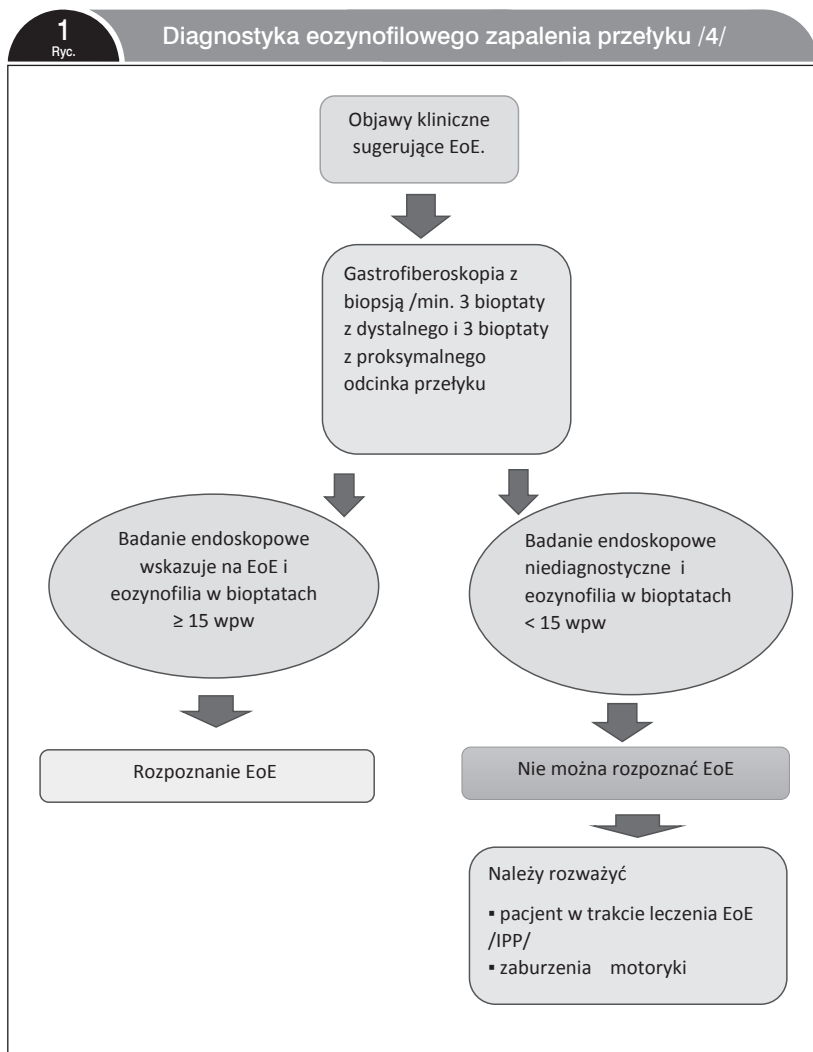 1
Ryc.
Diagnostyka eozynofilowego zapalenia przełyku /4/
Objawy kliniczne
sugerujące EoE.
Gastrofiberoskopia z
biopsją /min. 3 bioptaty
z dystalnego i 3 bioptaty
z proksymalnego
odcinka przełyku
Badanie endoskopowe
wskazuje na EoE i
eozynofilia w bioptatach
≥ 15 wpw
Badanie endoskopowe
niediagnostyczne i
eozynofilia w bioptatach
< 15 wpw
Rozpoznanie EoE
Nie można rozpoznać EoE
Należy rozważyć
▪ pacjent w trakcie leczenia EoE
/IPP/
▪ zaburzenia motoryki